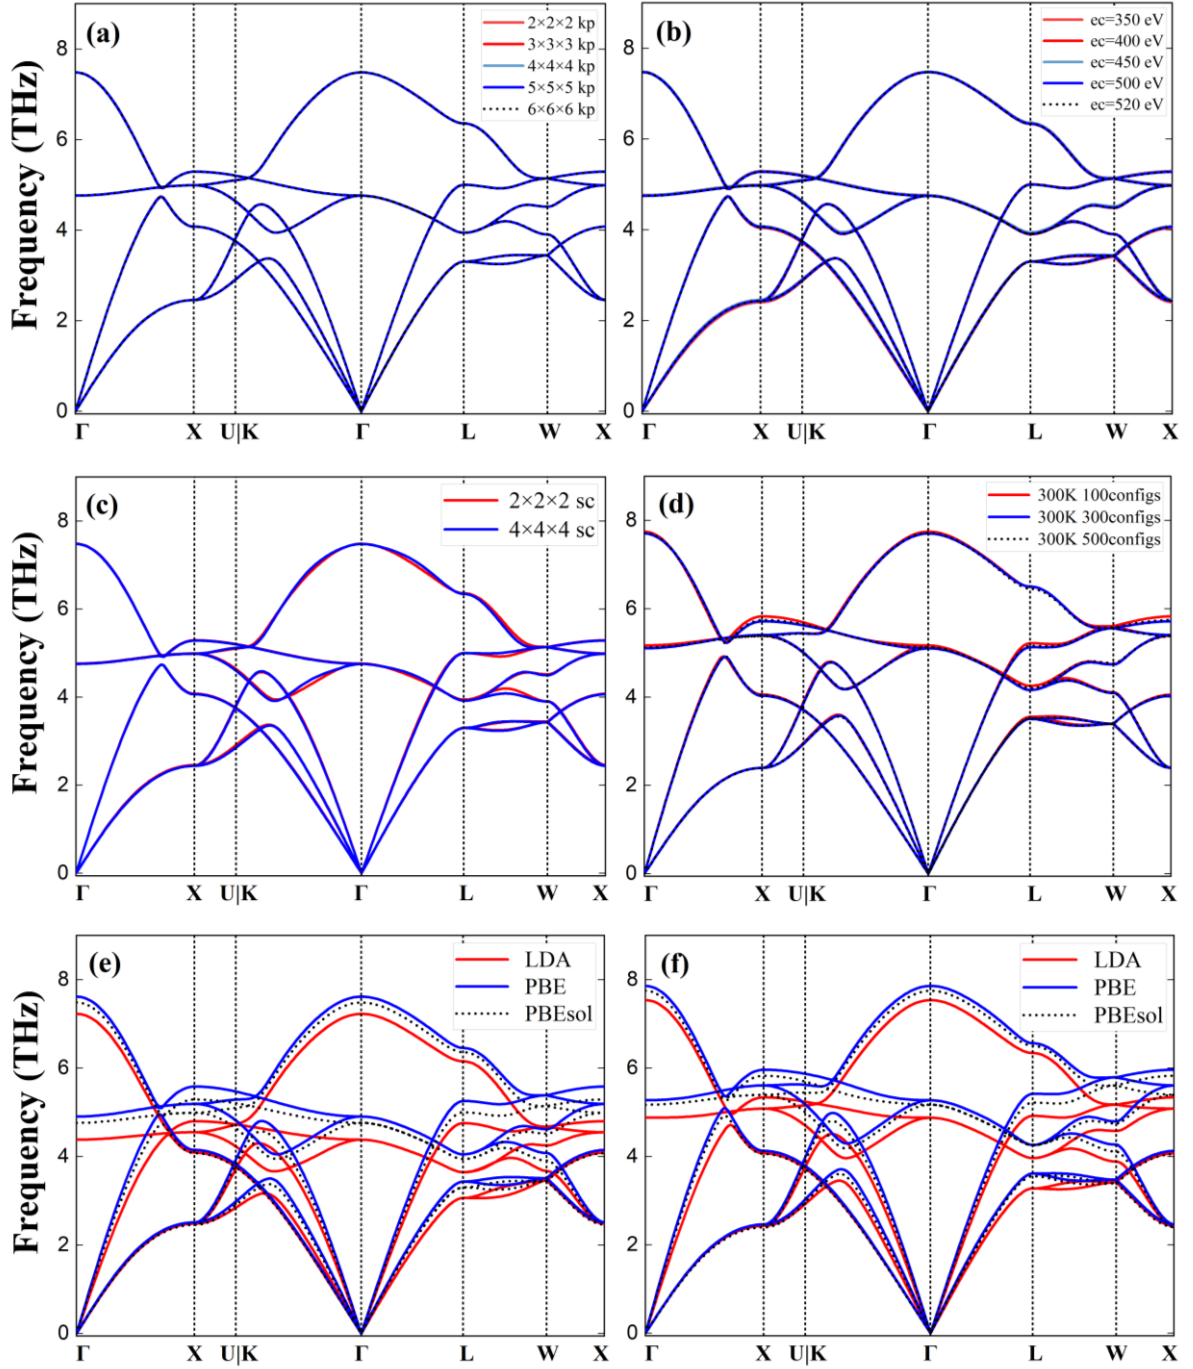 (a)
2×2×2 kp
3×3×3 kp
4×4×4 kp
5×5×5 kp
6×6×6 kp
Frequency (THz)
8
6
4
2
0
Γ X U|K Γ L W X
(b)
ec=350 eV
ec=400 eV
ec=450 eV
ec=500 eV
ec=520 eV
8
6
4
2
0
Γ X U|K Γ L W X
(c)
2×2×2 sc
4×4×4 sc
Frequency (THz)
8
6
4
2
0
Γ X U|K Γ L W X
(d)
300K 100configs
300K 300configs
300K 500configs
8
6
4
2
0
Γ X U|K Γ L W X
(e)
LDA
PBE
PBEsol
Frequency (THz)
8
6
4
2
0
Γ X U|K Γ L W X
(f)
LDA
PBE
PBEsol
8
6
4
2
0
Γ X U|K Γ L W X